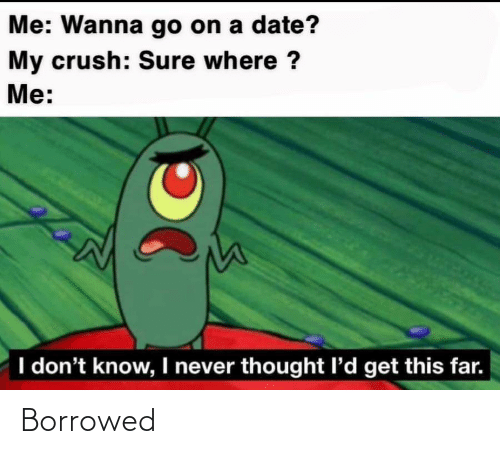 Me: Wanna go on a date?
My crush: Sure where ?
Me:
I don't know, I never thought I'd get this far.
Borrowed